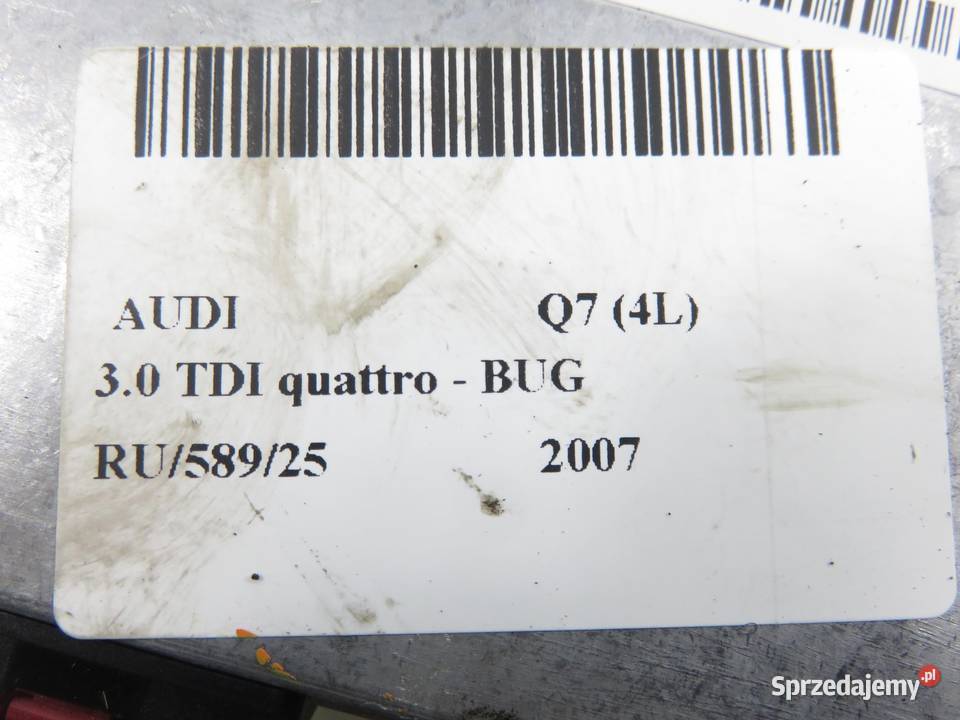 AUDI Q7 (4L)
3.0 TDI quattro - BUG
RU/589/25 2007
Sprzedajemy.pl